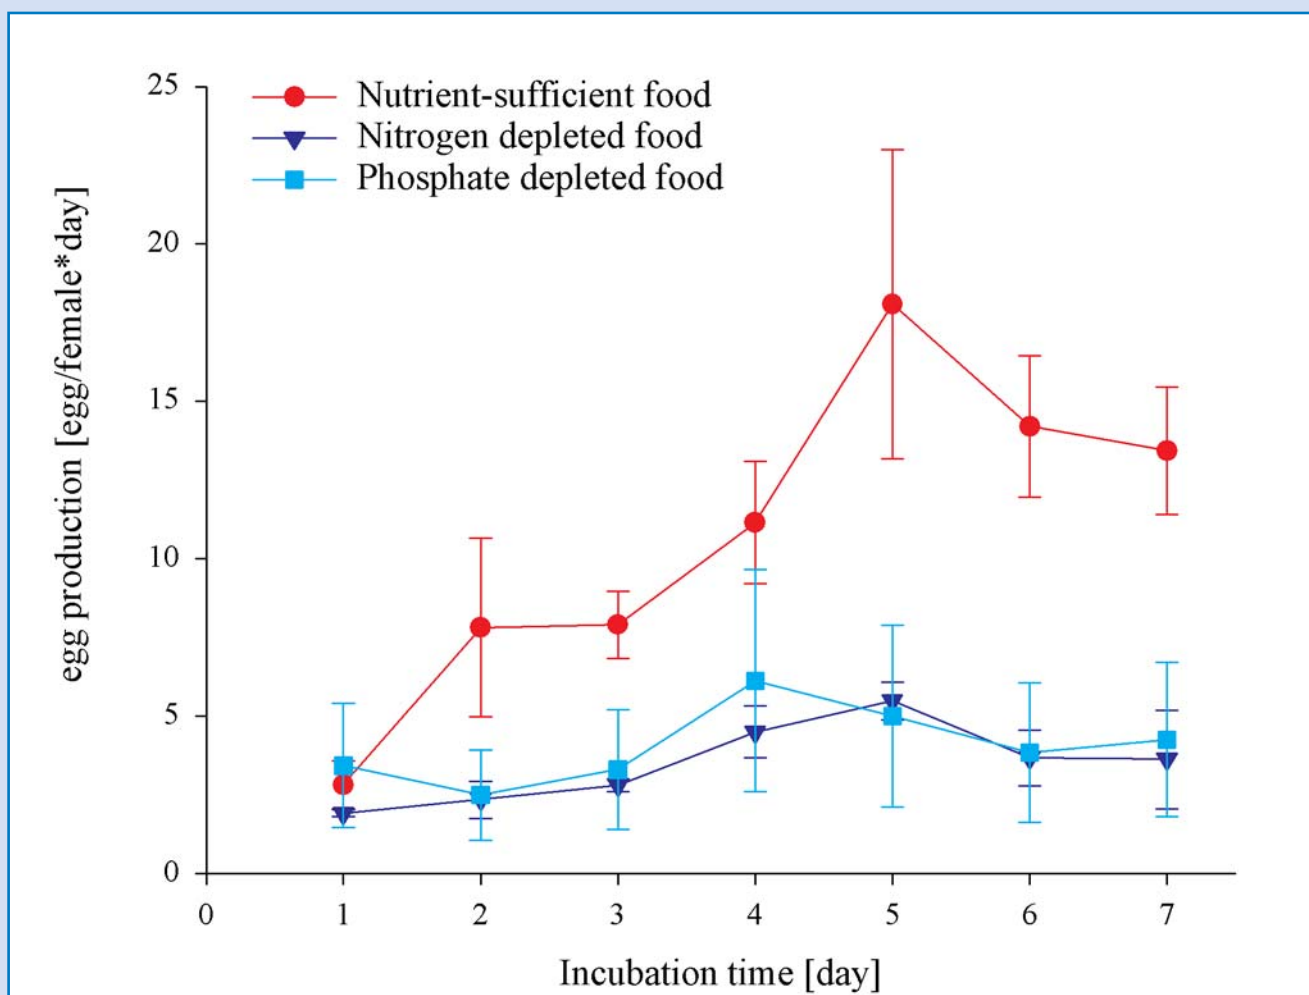 25
Nutrient-sufficient food
Nitrogen depleted food
Phosphate depleted food
20
15
10
5
0
egg production [egg/female*day]
0 1 2 3 4 5 6 7
Incubation time [day]